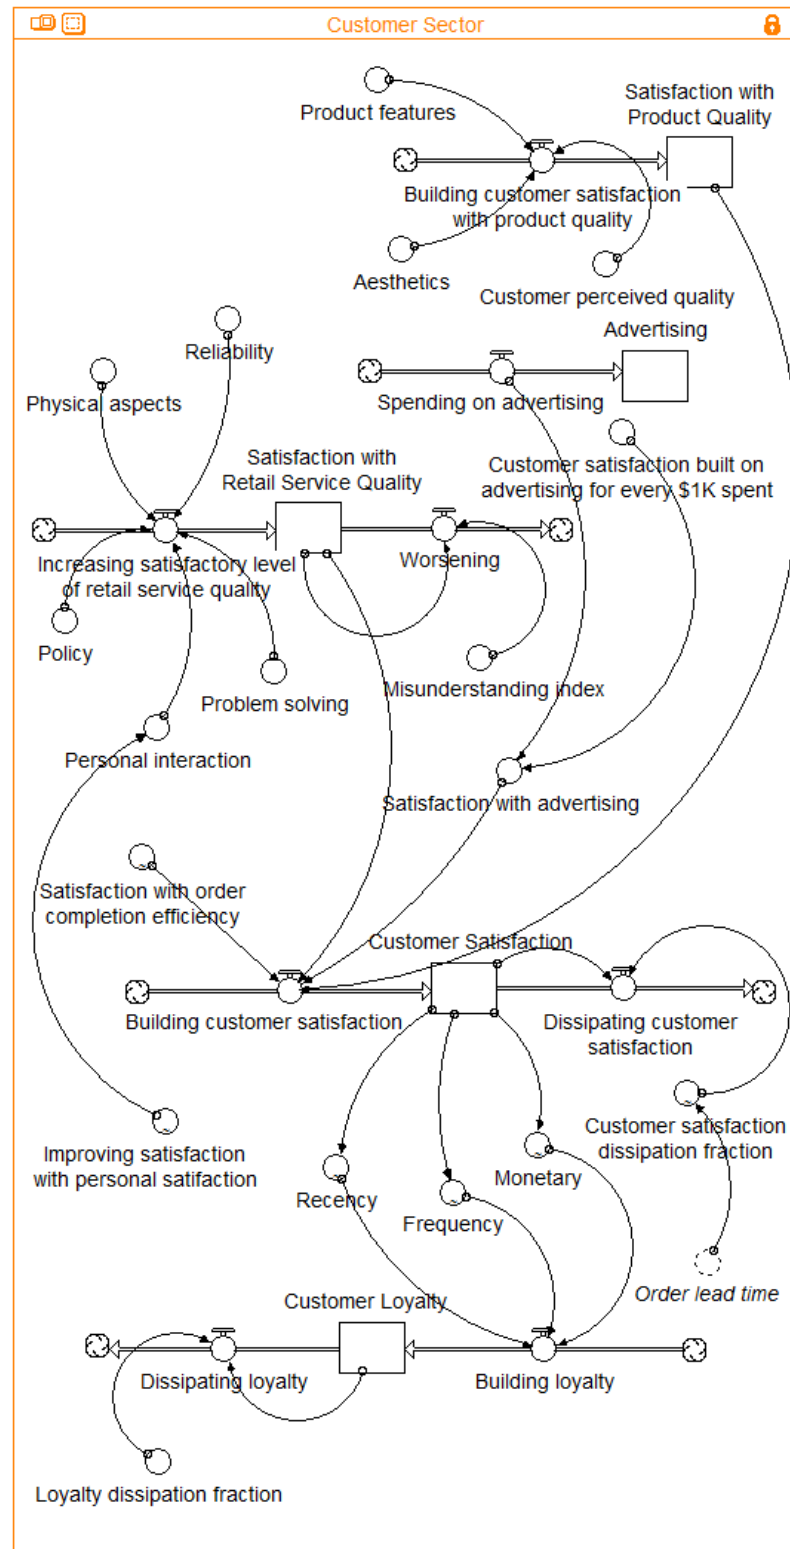 Customer Sector
Product features
Satisfaction with
Product Quality
Building customer satisfaction
with product quality
Aesthetics
Customer perceived quality
Reliability
Advertising
Physical aspects
Spending on advertising
Satisfaction with
Retail Service Quality
Customer satisfaction built on
advertising for every $1K spent
Increasing satisfactory level
of retail service quality
Worsening
Policy
Problem solving
Misunderstanding index
Personal interaction
Satisfaction with advertising
Satisfaction with order
completion efficiency
Customer Satisfaction
Building customer satisfaction
Dissipating customer
satisfaction
Improving satisfaction
with personal satifaction
Customer satisfaction
dissipation fraction
Recency
Frequency
Monetary
Order lead time
Customer Loyalty
Dissipating loyalty
Building loyalty
Loyalty dissipation fraction